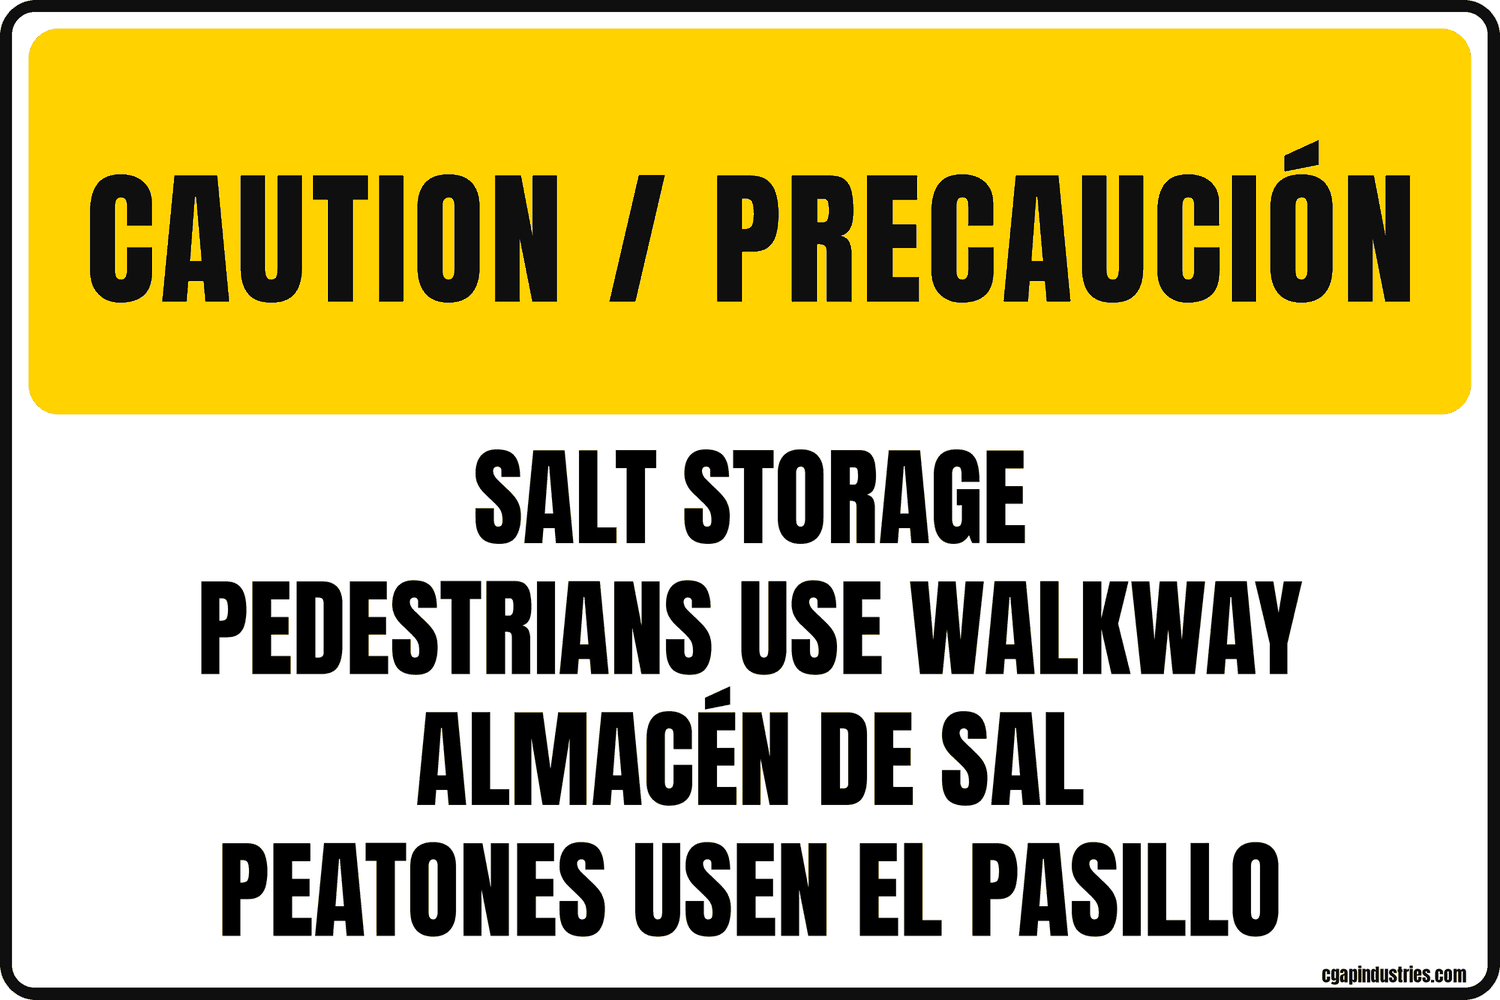 CAUTION / PRECAUCIÓN
SALT STORAGE
PEDESTRIANS USE WALKWAY
ALMACÉN DE SAL
PEATONES USEN EL PASILLO
cgapindustries.com